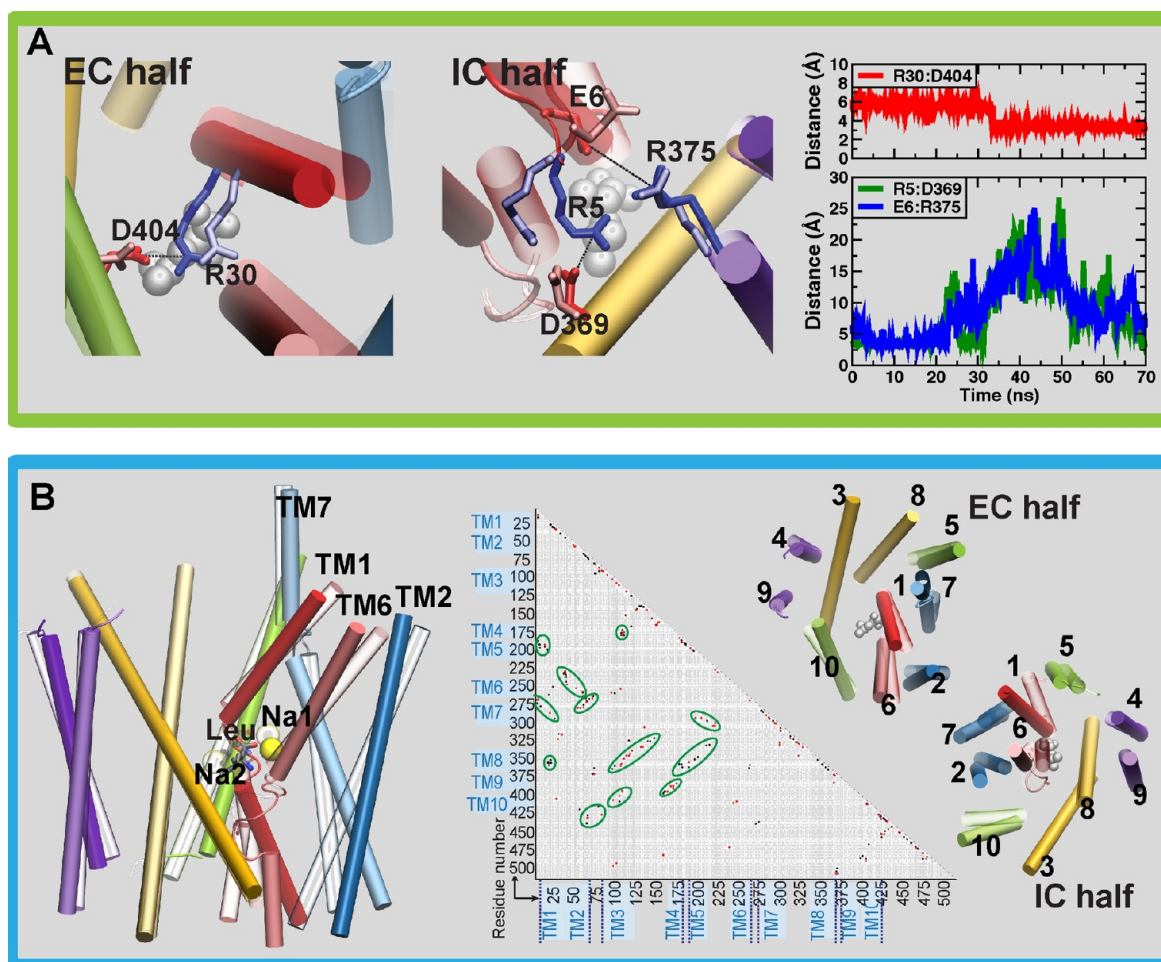 A
EC half
D404
R30
IC half
E6
R375
R5
D369
Distance (Å)
10
8
6
4
2
0
R30:D404
Distance (Å)
30
25
20
15
10
5
0
R5:D369
E6:R375
0 10 20 30 40 50 60 70
Time (ns)
B
TM7
TM1
TM6
TM2
Leu
Na1
Na2
TM1
TM2
TM3
TM4
TM5
TM6
TM7
TM8
TM9
TM10
25
50
75
100
125
150
175
200
225
250
275
300
325
350
375
400
425
450
475
500
Residue number
25 50 75 100 125 150 175 200 225 250 275 300 325 350 375 400 425 450 475 500
TM1 TM2 TM3 TM4 TM5 TM6 TM7 TM8 TM9 TM10
EC half
3
8
4
5
9
1
7
10
6
2
1
5
4
7
6
2
8
9
10
3
IC half